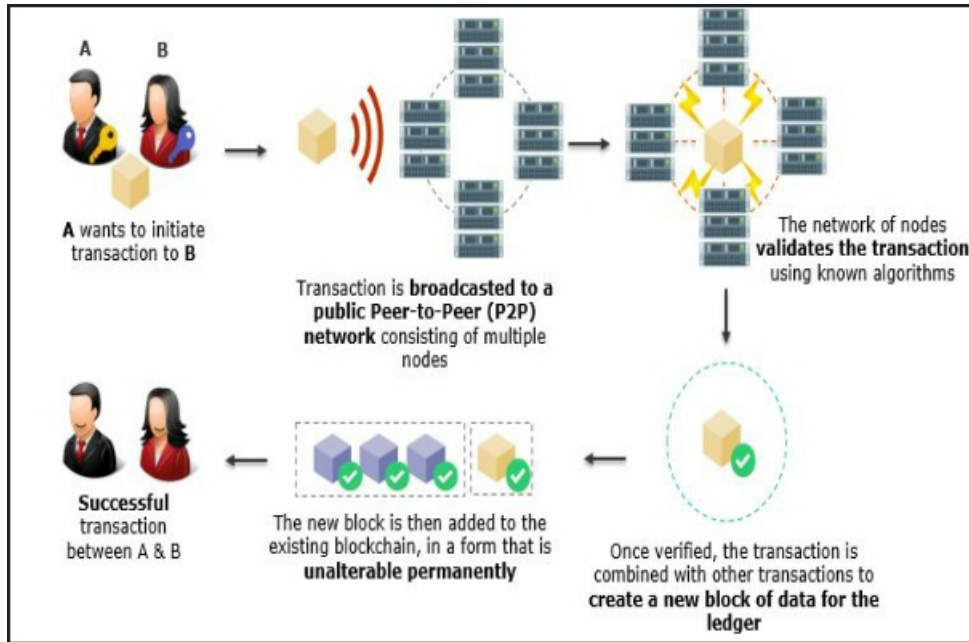 A
B
A wants to initiate
transaction to B
Transaction is broadcasted to a
public Peer-to-Peer (P2P)
network consisting of multiple
nodes
The network of nodes
validates the transaction
using known algorithms
Once verified, the transaction is
combined with other transactions to
create a new block of data for the
ledger
The new block is then added to the
existing blockchain, in a form that is
unalterable permanently
Successful
transaction
between A & B